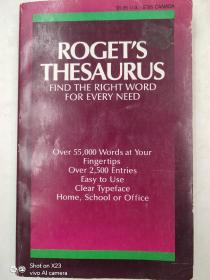 ROGET'S
THESAURUS
FIND THE RIGHT WORD
FOR EVERY NEED
Over 55,000 Words at Your
Fingertips
Over 2,500 Entries
Easy to Use
Clear Typeface
Home, School or Office
Shot on X23
vivo AI camera